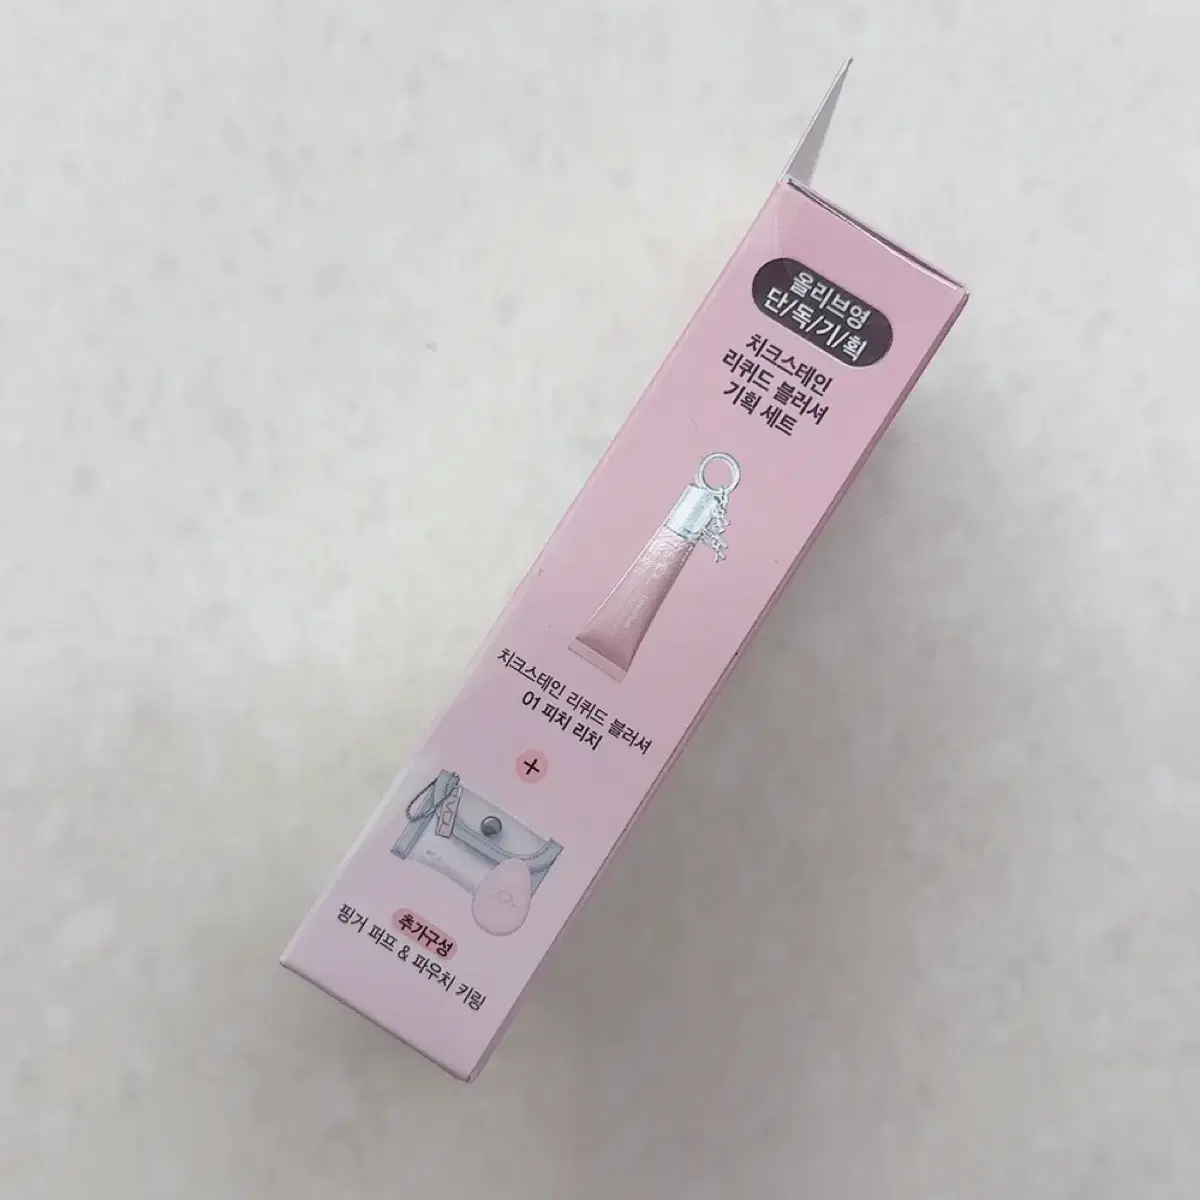 올리브영
단/독/기/획
치크스테인
리퀴드 블러셔
기획 세트
치크스테인 리퀴드 블러셔
01 피치 리치
+
추가구성
핑거 퍼프 & 파우치 키링